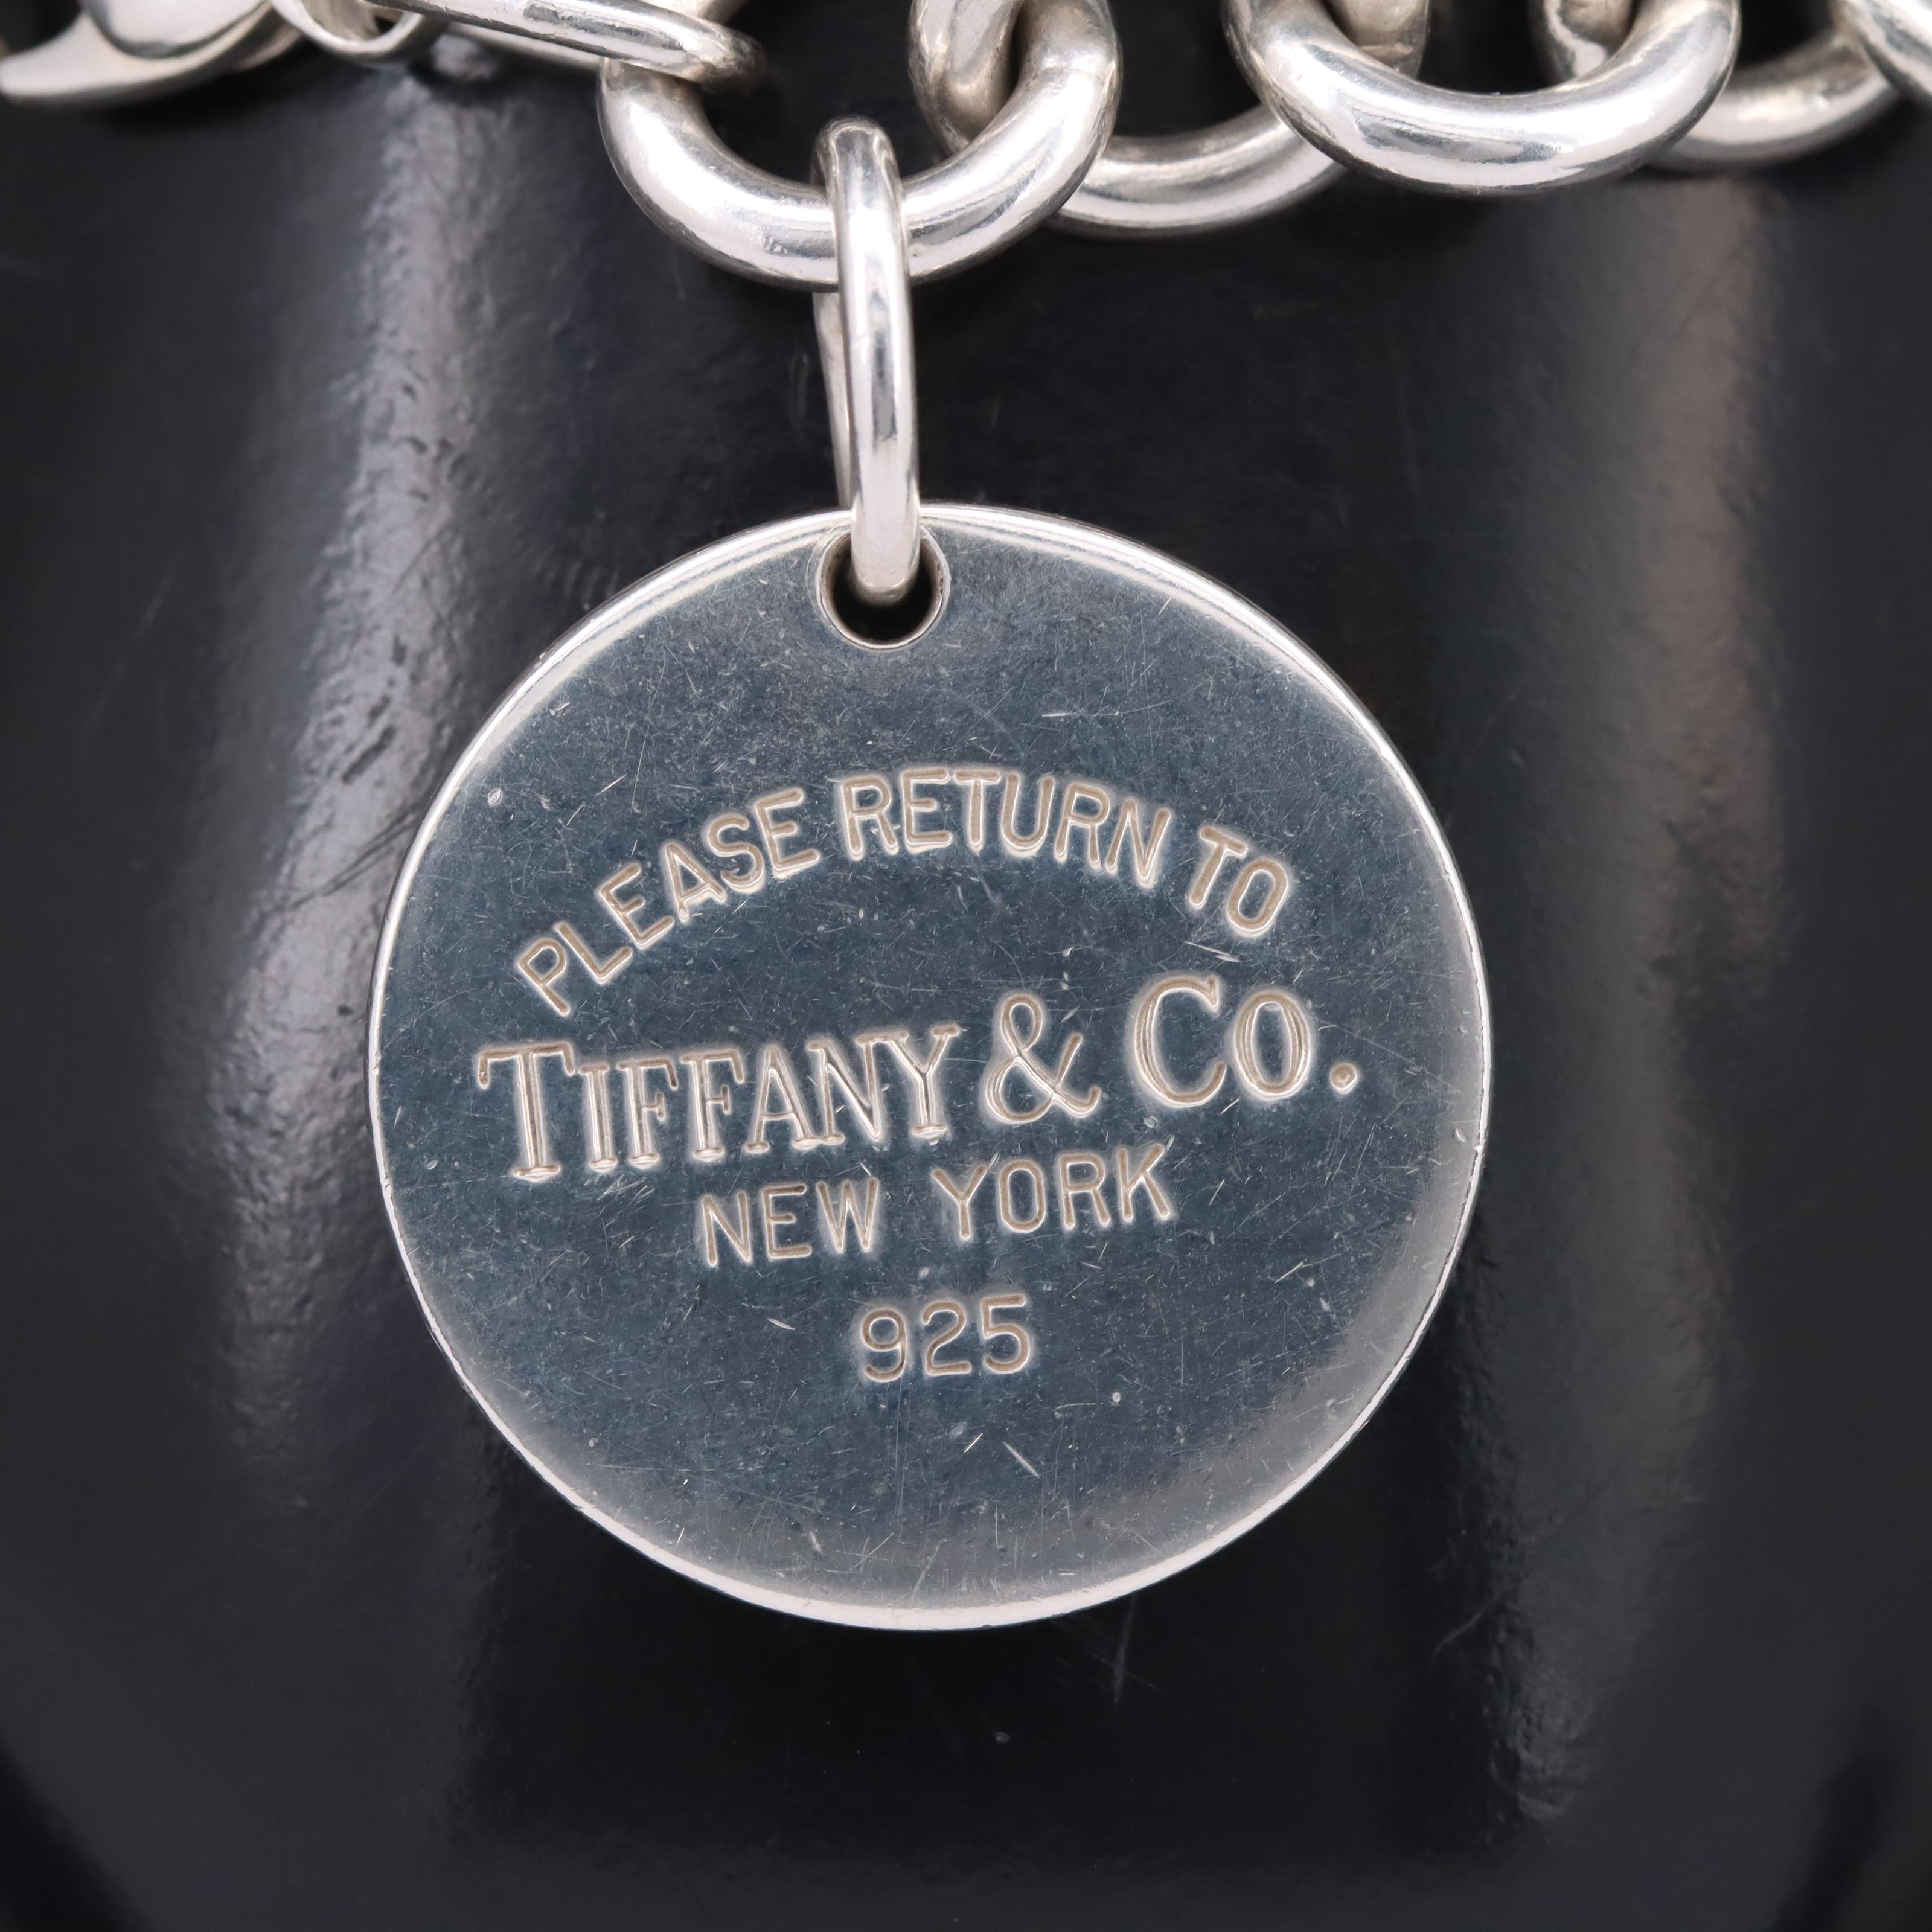 PLEASE RETURN TO
TIFFANY & CO.
NEW YORK
925